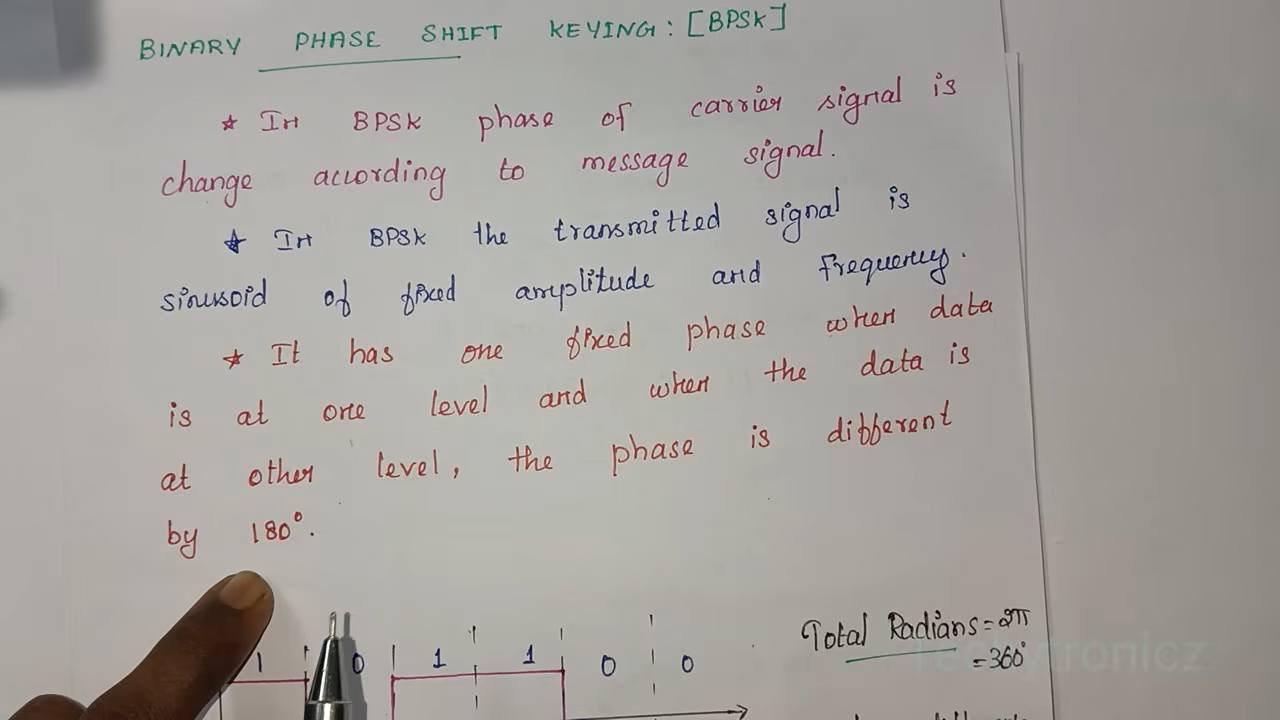 BINARY PHASE SHIFT KEYING: [BPSK]
★ In BPSK phase of carrier signal is
change according to message signal.
★ In BPSK the transmitted signal is
sinusoid of fixed amplitude and frequency.
★ It has one fixed phase when data
is at one level and when the data is
at other level, the phase is different
by 180°.
Total Radians = 2π
= 360°
1 0 1 1 0 0